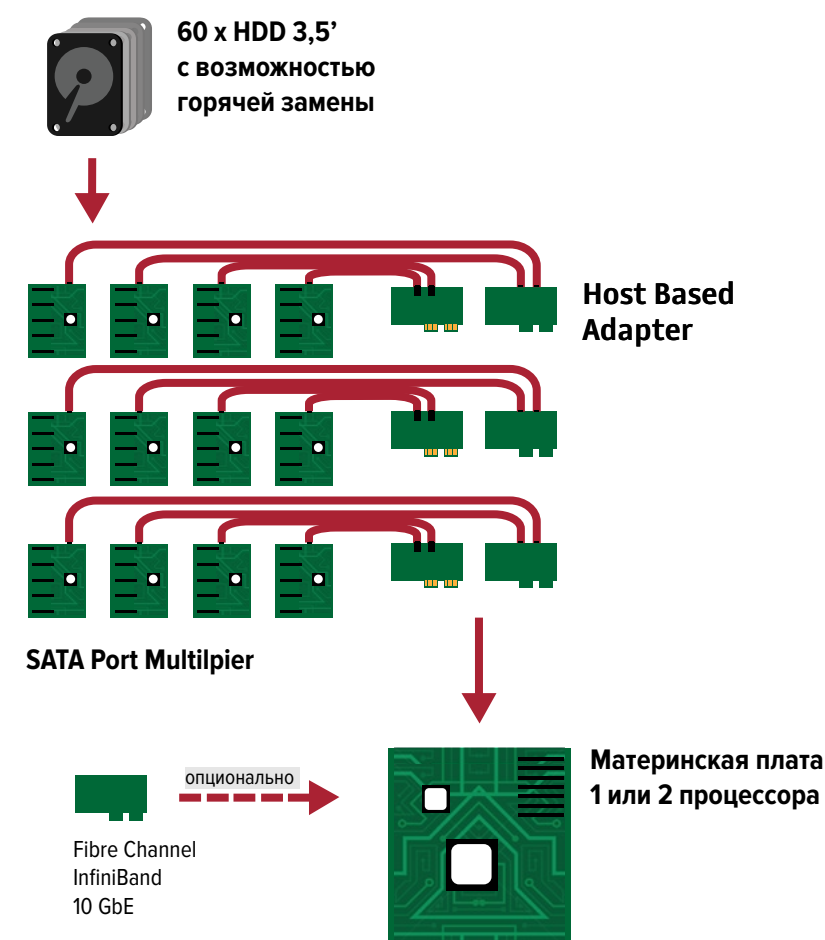 60 x HDD 3,5’
с возможностью
горячей замены
Host Based
Adapter
SATA Port Multilpier
опционально
Fibre Channel
InfiniBand
10 GbE
Материнская плата
1 или 2 процессора